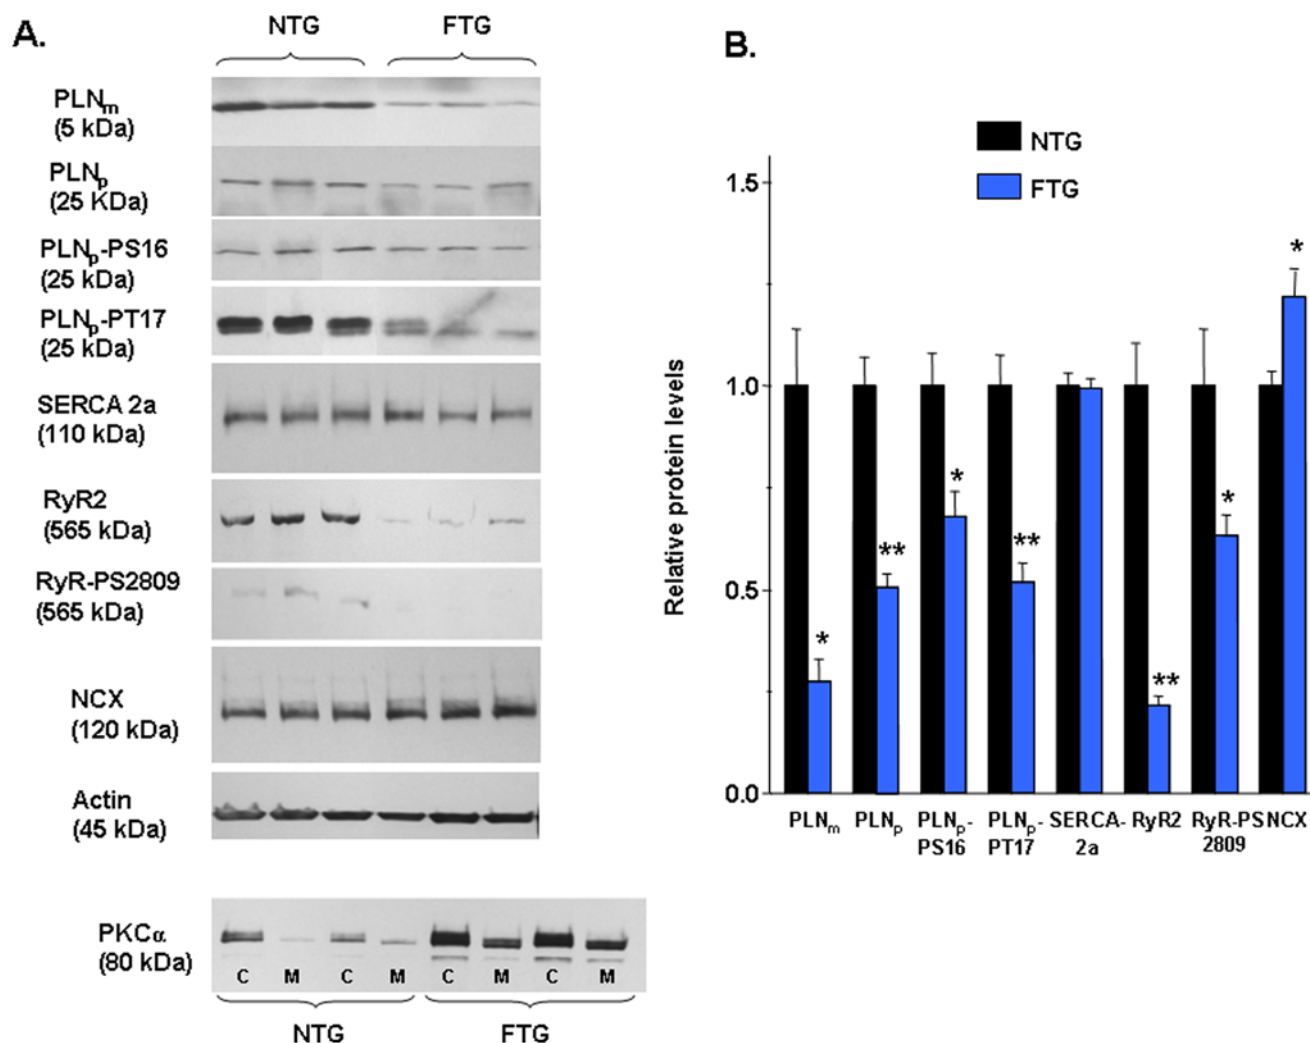 A.
NTG FTG
PLNm
(5 kDa)
PLNp
(25 KDa)
PLNp-PS16
(25 kDa)
PLNp-PT17
(25 kDa)
SERCA 2a
(110 kDa)
RyR2
(565 kDa)
RyR-PS2809
(565 kDa)
NCX
(120 kDa)
Actin
(45 kDa)
PKCα
(80 kDa)
C M C M C M C M
NTG FTG
B.
NTG
FTG
Relative protein levels
1.5
1.0
0.5
0.0
*
**
*
**
**
*
*
PLNm PLNp PLNp- PLNp- SERCA- RyR2 RyR-PS NCX
PS16 PT17 2a 2809